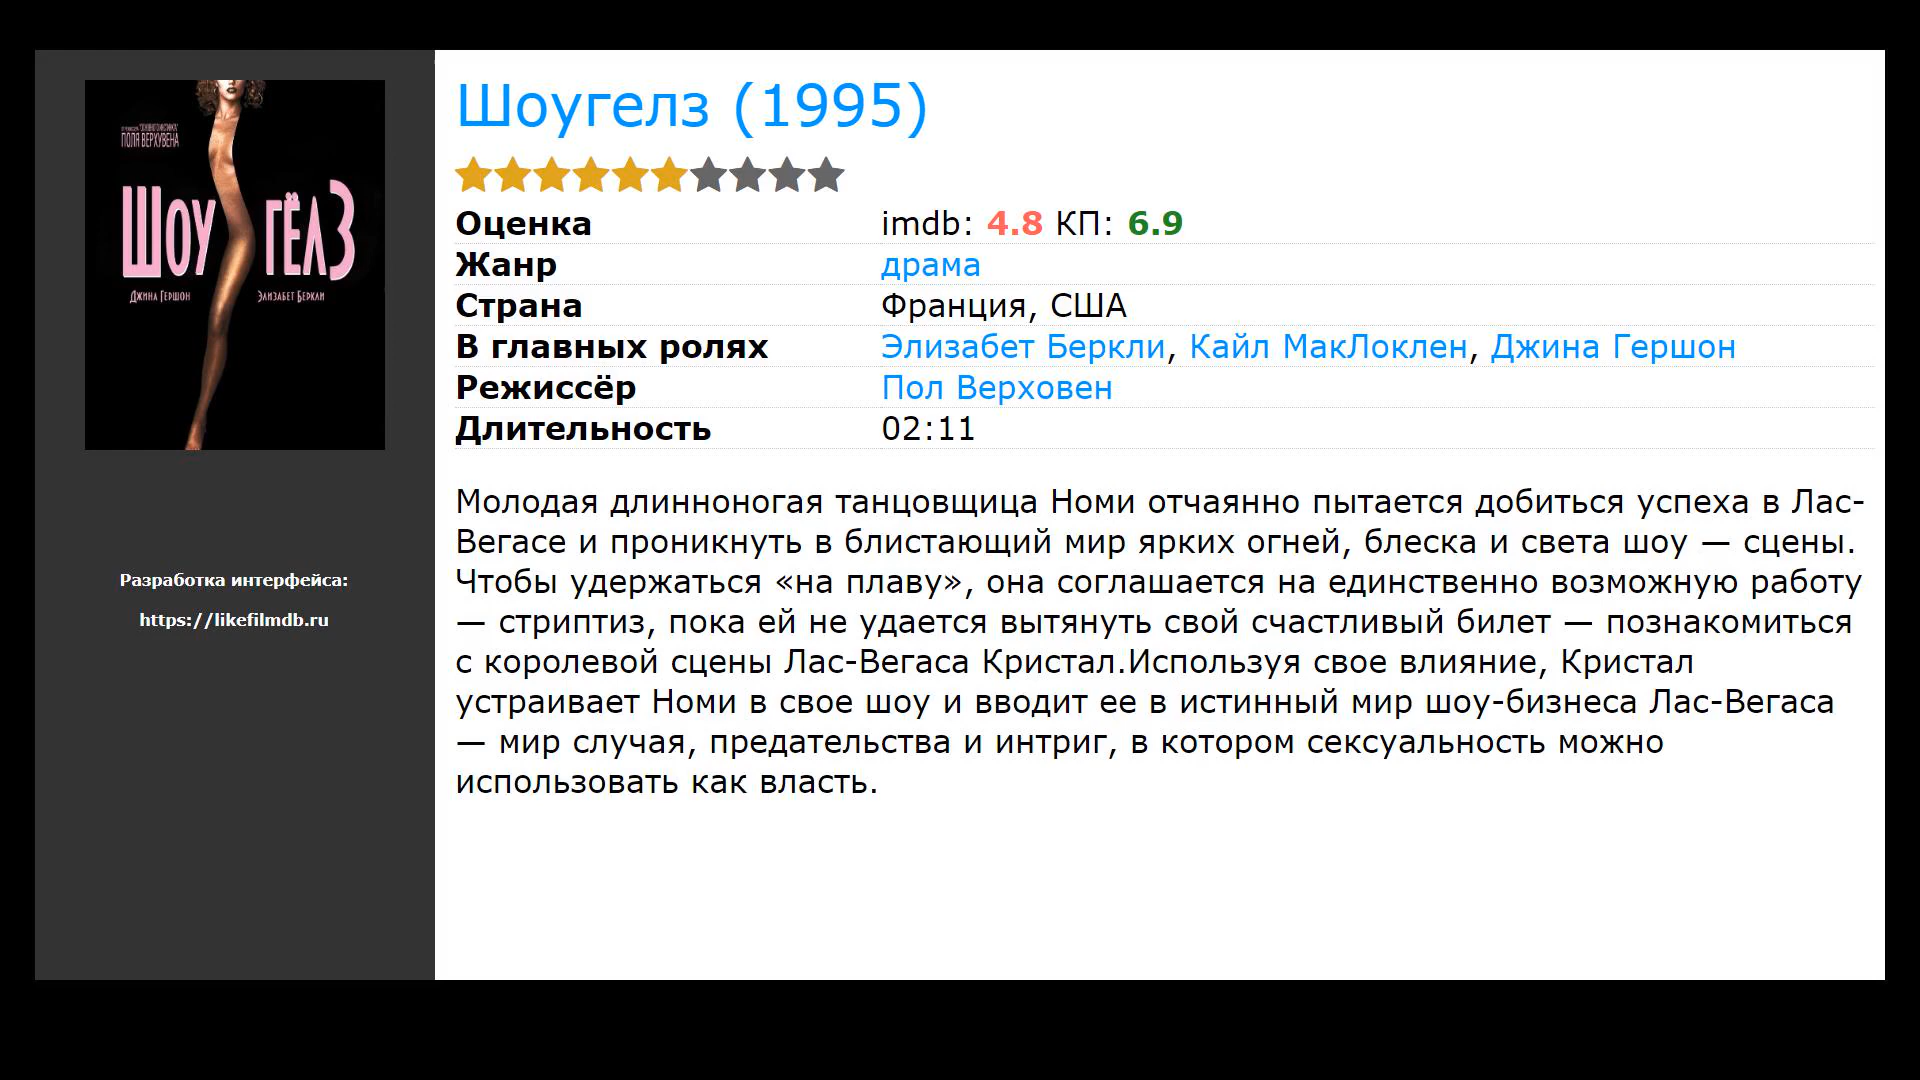 от режиссера "ОСНОВНОГО ИНСТИНКТА"
ПОЛЯ ВЕРХУВЕНА
ШОУГЁЛЗ
ДЖИНА ГЕРШОН ЭЛИЗАБЕТ БЕРКЛИ
Разработка интерфейса:
https://likefilmdb.ru
Шоугелз (1995)
Оценка imdb: 4.8 КП: 6.9
Жанр драма
Страна Франция, США
В главных ролях Элизабет Беркли, Кайл МакЛоклен, Джина Гершон
Режиссёр Пол Верховен
Длительность 02:11
Молодая длинноногая танцовщица Номи отчаянно пытается добиться успеха в Лас-
Вегасе и проникнуть в блистающий мир ярких огней, блеска и света шоу — сцены.
Чтобы удержаться «на плаву», она соглашается на единственно возможную работу
— стриптиз, пока ей не удается вытянуть свой счастливый билет — познакомиться
с королевой сцены Лас-Вегаса Кристал.Используя свое влияние, Кристал
устраивает Номи в свое шоу и вводит ее в истинный мир шоу-бизнеса Лас-Вегаса
— мир случая, предательства и интриг, в котором сексуальность можно
использовать как власть.